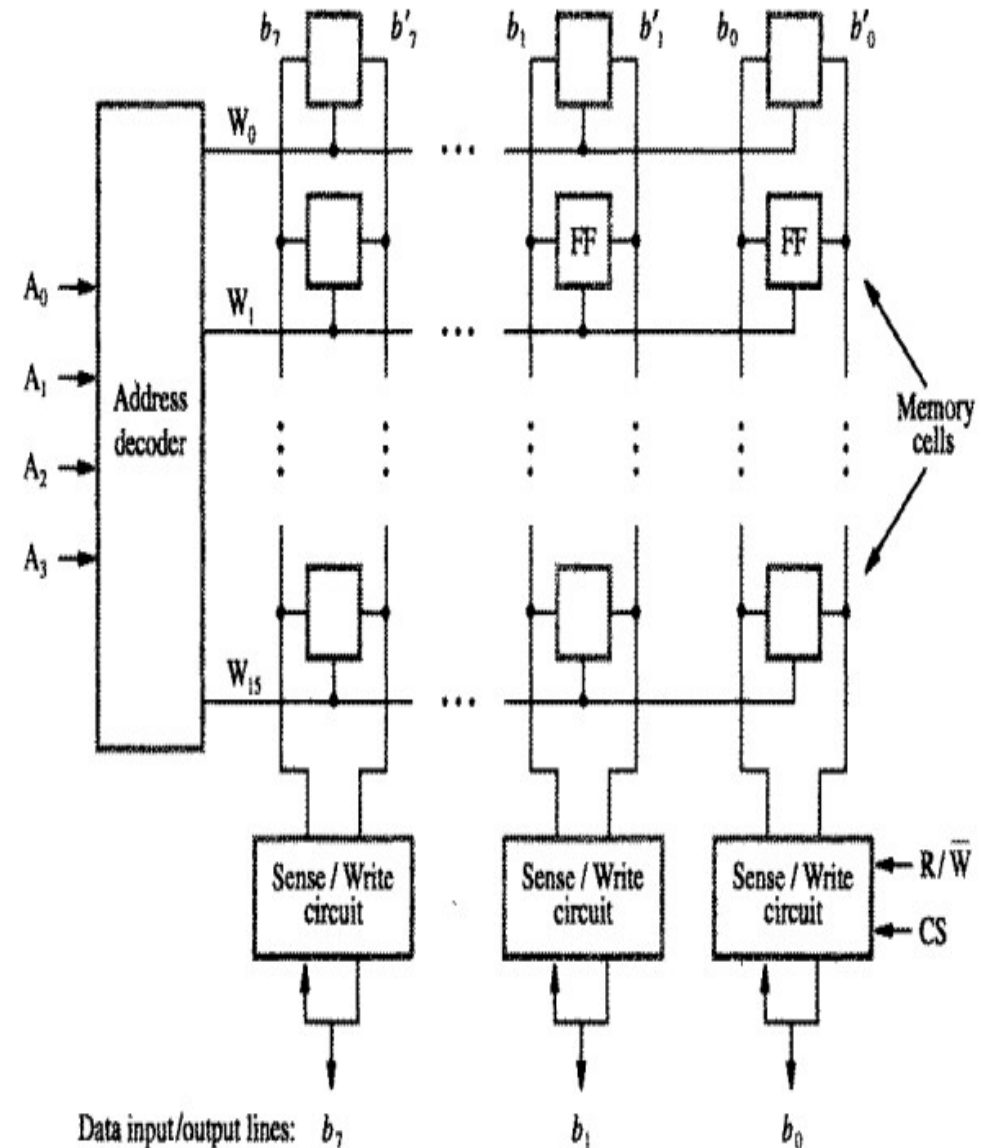 b₇ b′₇ b₁ b′₁ b₀ b′₀
W₀
FF FF
A₀
W₁
A₁
Address
decoder
Memory
cells
A₂
A₃
W₁₅
Sense / Write
circuit
Sense / Write
circuit
Sense / Write
circuit
R / W̅
CS
Data input/output lines: b₇ b₁ b₀